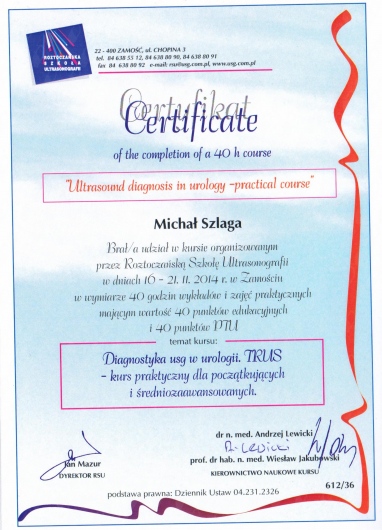 ROZTOCZAŃSKA
SZKOŁA
ULTRASONOGRAFII
22 - 400 ZAMOŚĆ, ul. CHOPINA 3
tel. 84 638 55 12, 84 638 80 90, 84 638 80 91
fax 84 638 80 92 e-mail: rsu@usg.com.pl, www.usg.com.pl
Certyfikat
Certificate
of the completion of a 40 h course
"Ultrasound diagnosis in urology -practical course"
Michał Szlaga
Brał/a udział w kursie organizowanym
przez Roztoczańską Szkołę Ultrasonografii
w dniach 16 - 21. 11. 2014 r. w Zamościu
w wymiarze 40 godzin wykładów i zajęć praktycznych
mającym wartość 40 punktów edukacyjnych
i 40 punktów PTU
temat kursu:
Diagnostyka usg w urologii. TRUS
- kurs praktyczny dla początkujących
i średniozaawansowanych.
dr n. med. Andrzej Lewicki
A. Lewicki
prof. dr hab. n. med. Wiesław Jakubowski
KIEROWNICTWO NAUKOWE KURSU
Jan Mazur
DYREKTOR RSU
612/36
podstawa prawna: Dziennik Ustaw 04.231.2326